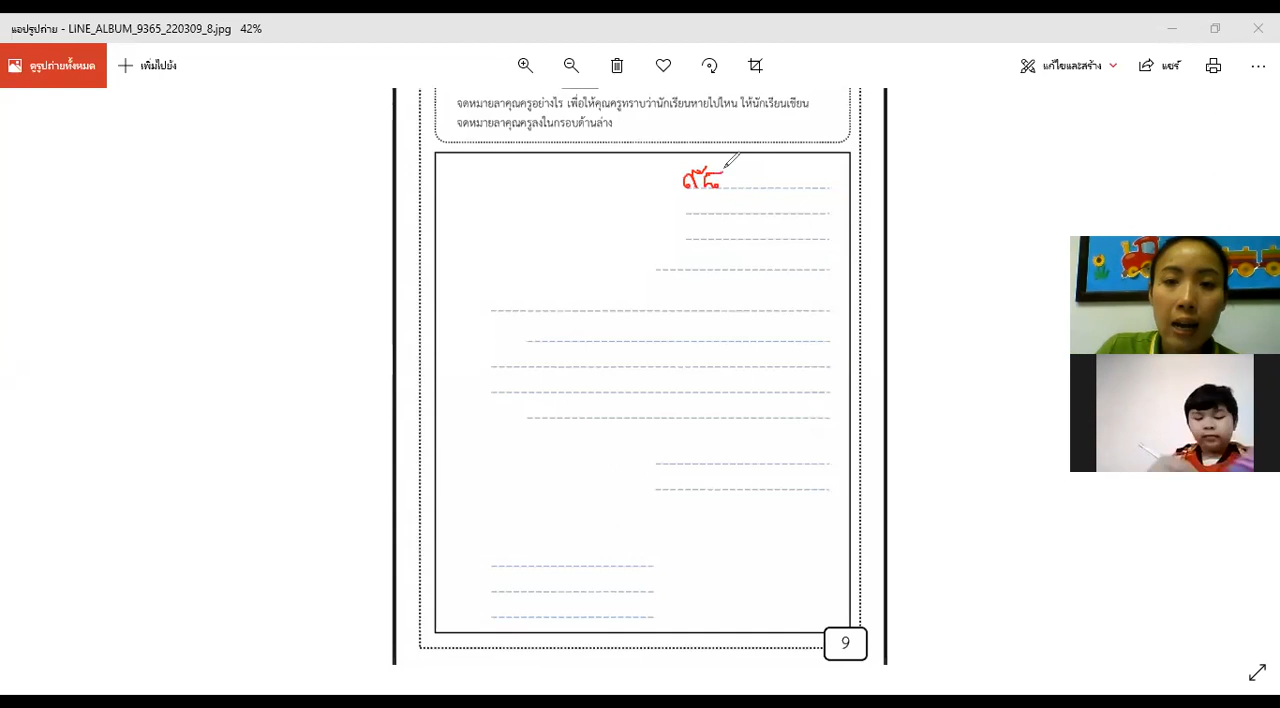 แอปรูปถ่าย - LINE_ALBUM_9365_220309_8.jpg 42%
ดูรูปถ่ายทั้งหมด
เพิ่มไปยัง
แก้ไขและสร้าง
แชร์
จดหมายลาคุณครูอย่างไร เพื่อให้คุณครูทราบว่านักเรียนหายไปไหน ให้นักเรียนเขียน
จดหมายลาคุณครูลงในกรอบด้านล่าง
9